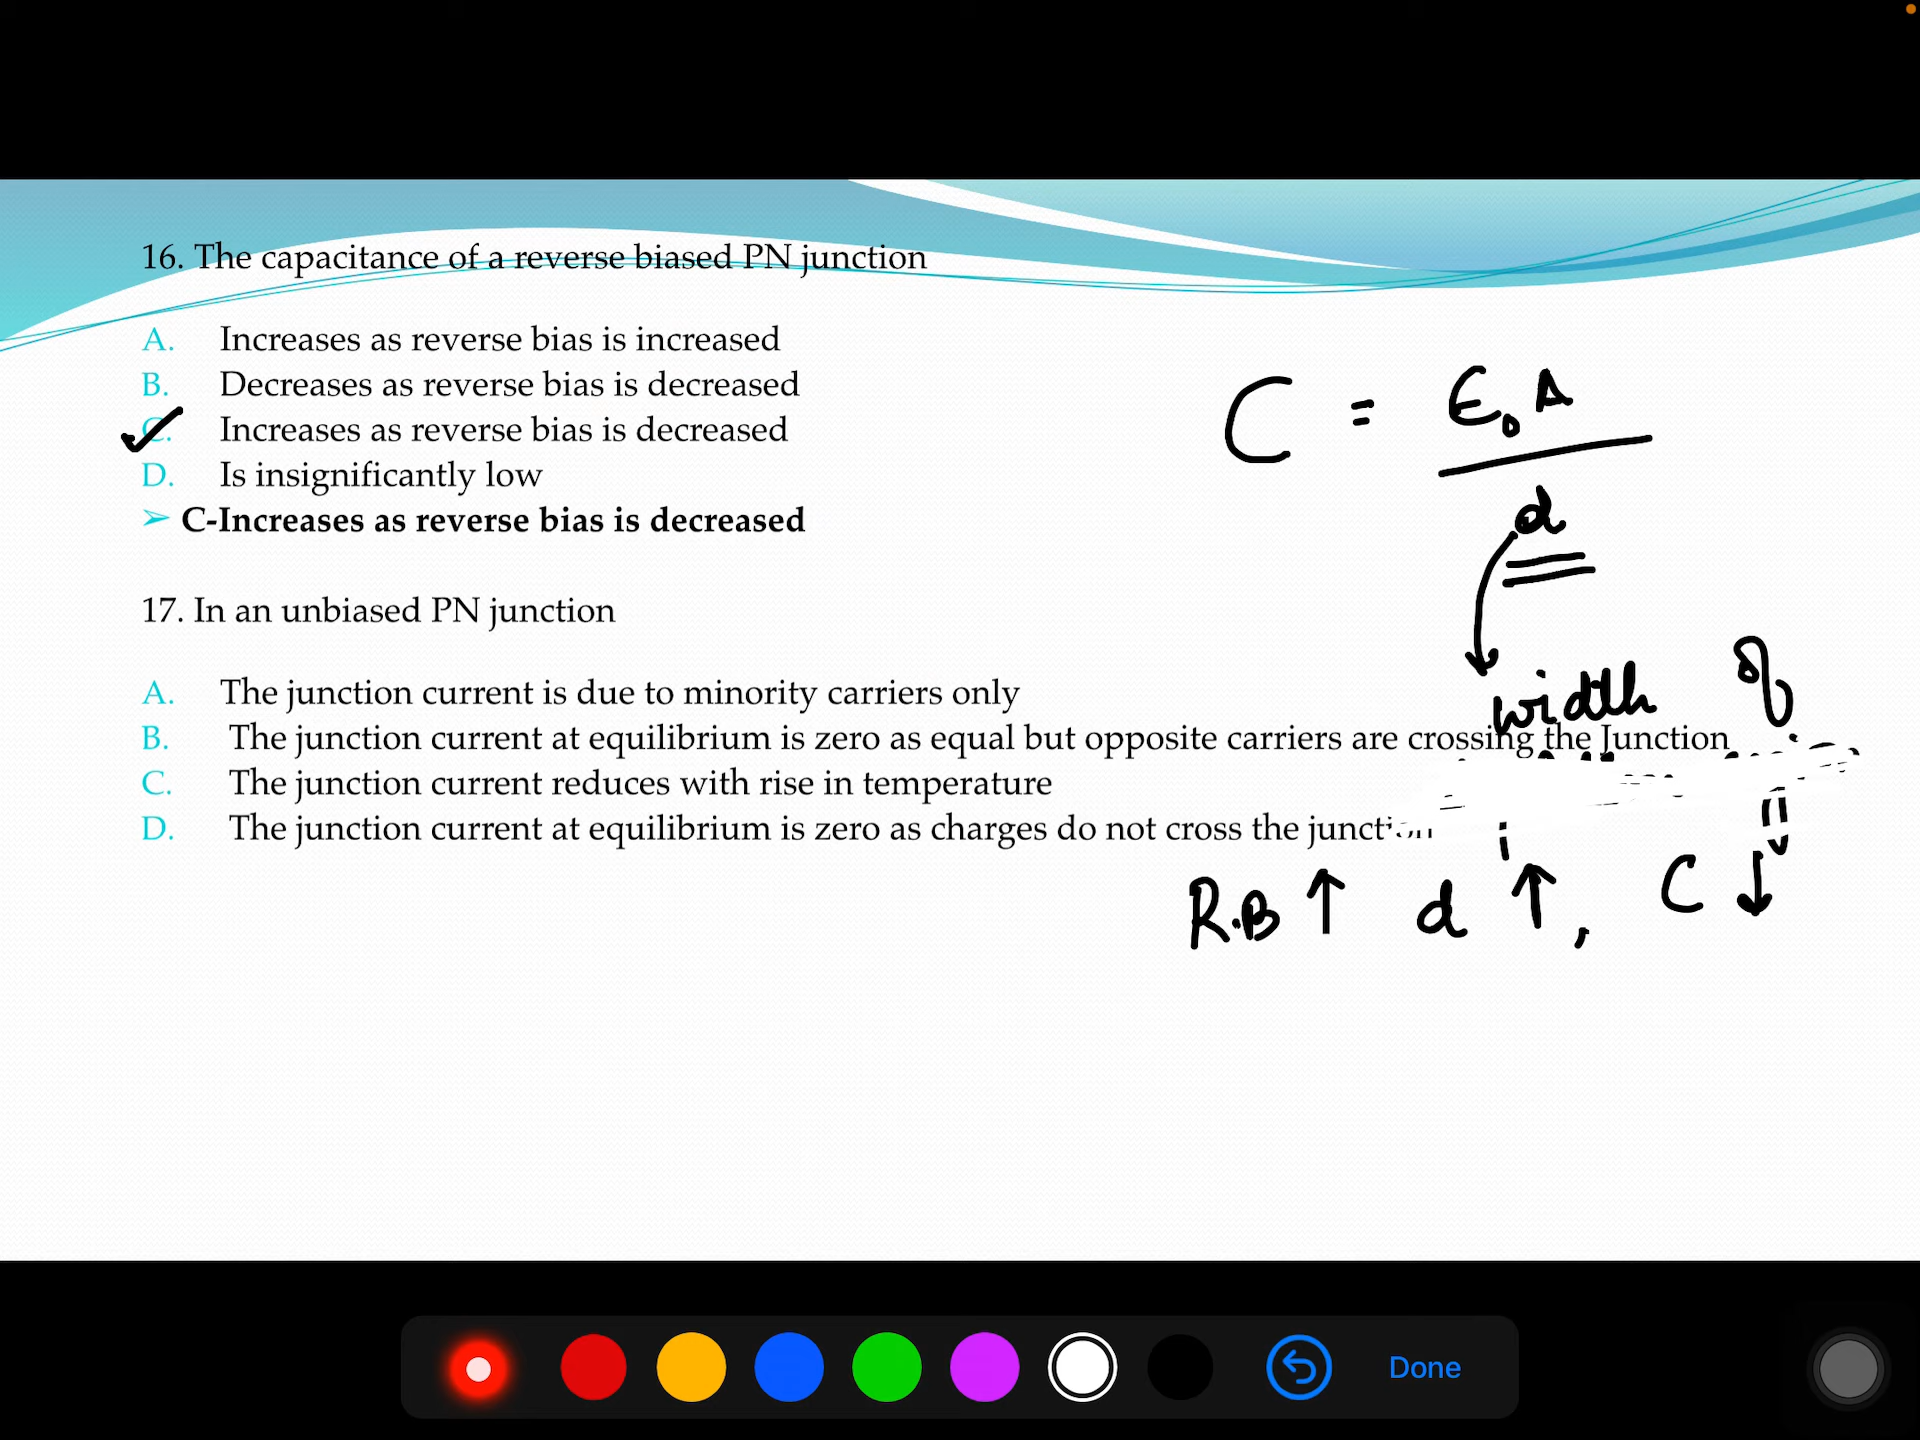 16. The capacitance of a reverse biased PN junction
A. Increases as reverse bias is increased
B. Decreases as reverse bias is decreased
C. Increases as reverse bias is decreased
D. Is insignificantly low
➢ C-Increases as reverse bias is decreased
C = ϵ₀ A
d
width of
17. In an unbiased PN junction
A. The junction current is due to minority carriers only
B. The junction current at equilibrium is zero as equal but opposite carriers are crossing the Junction
C. The junction current reduces with rise in temperature
D. The junction current at equilibrium is zero as charges do not cross the junction
R.B ↑ d ↑, C ↓
Done